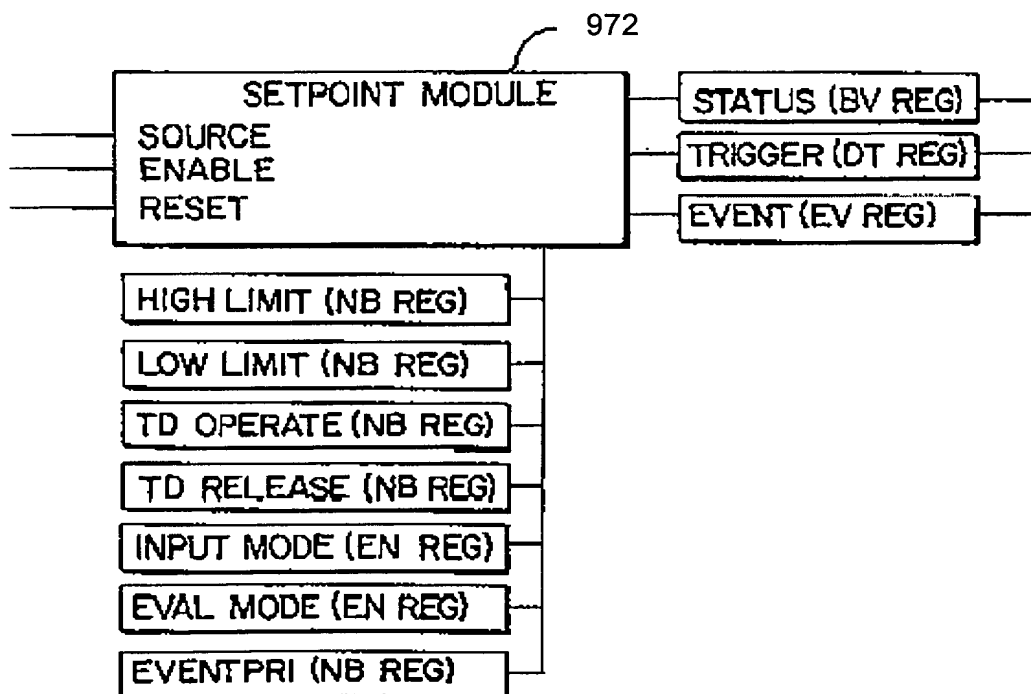 972
SETPOINT MODULE
SOURCE
ENABLE
RESET
STATUS (BV REG)
TRIGGER (DT REG)
EVENT (EV REG)
HIGH LIMIT (NB REG)
LOW LIMIT (NB REG)
TD OPERATE (NB REG)
TD RELEASE (NB REG)
INPUT MODE (EN REG)
EVAL MODE (EN REG)
EVENT PRI (NB REG)